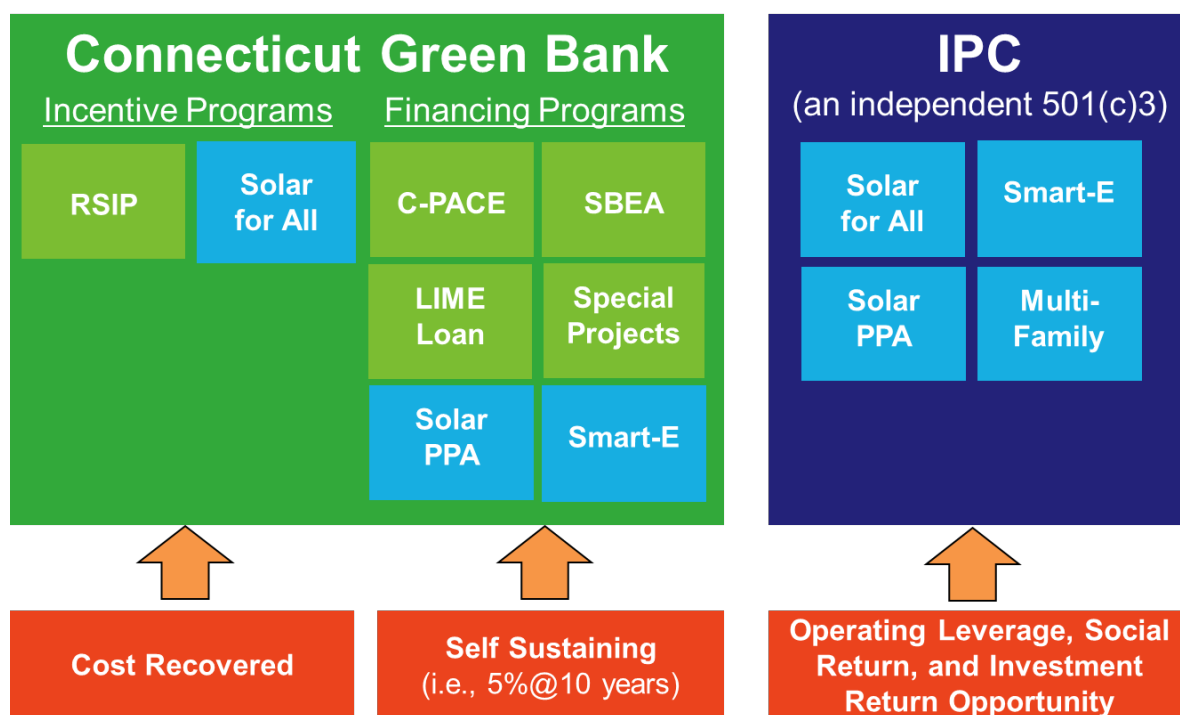 Connecticut Green Bank
Incentive Programs
Financing Programs
RSIP
Solar
for All
C-PACE
SBEA
LIME
Loan
Special
Projects
Solar
PPA
Smart-E
IPC
(an independent 501(c)3)
Solar
for All
Smart-E
Solar
PPA
Multi-
Family
Cost Recovered
Self Sustaining
(i.e., 5%@10 years)
Operating Leverage, Social
Return, and Investment
Return Opportunity